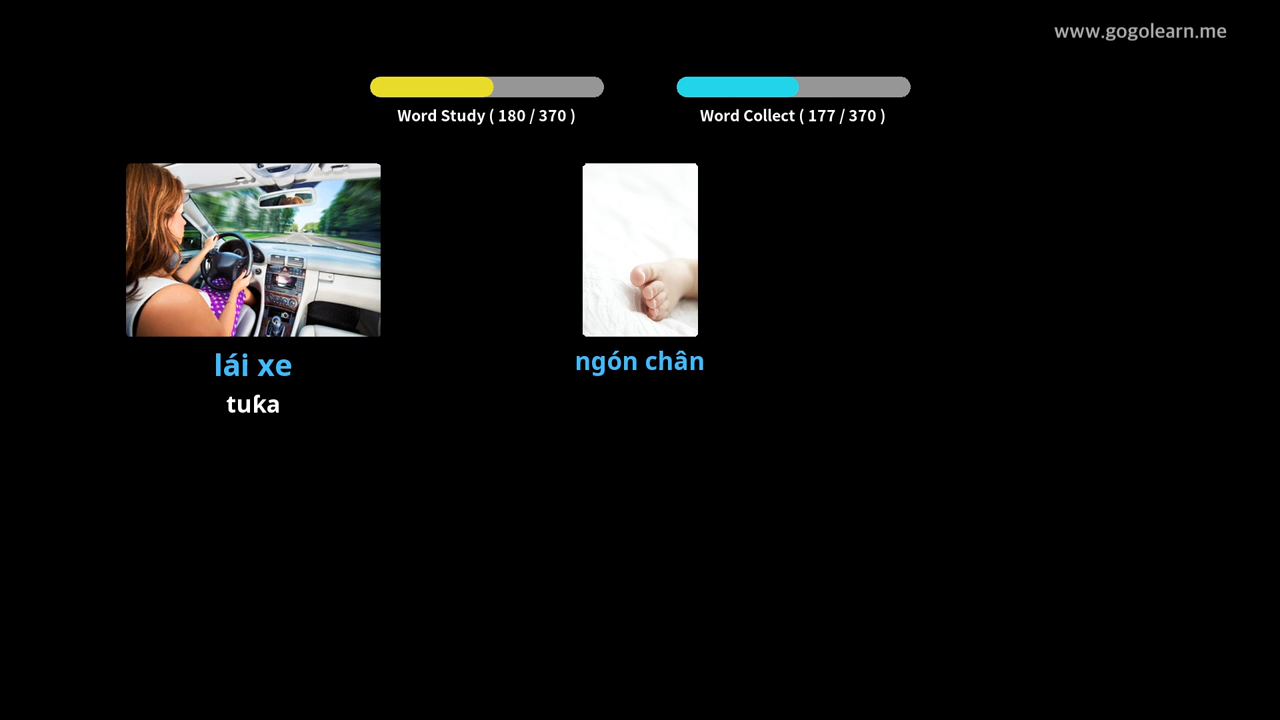 www.gogolearn.me
Word Study ( 180 / 370 )
Word Collect ( 177 / 370 )
lái xe
tuƙa
ngón chân